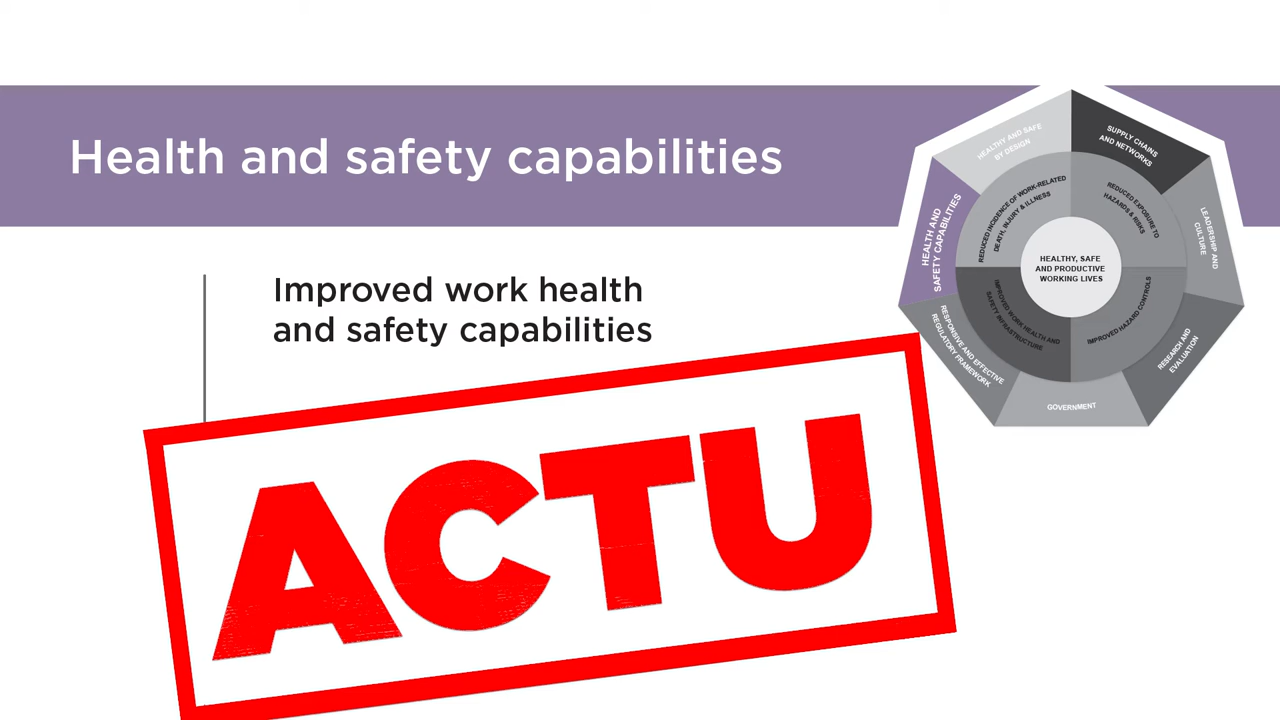 Health and safety capabilities
Improved work health
and safety capabilities
ACTU
HEALTHY AND SAFE
BY DESIGN
SUPPLY CHAINS
AND NETWORKS
LEADERSHIP AND
CULTURE
RESEARCH AND
EVALUATION
GOVERNMENT
RESPONSIVE AND EFFECTIVE
REGULATORY FRAMEWORK
HEALTH AND
SAFETY CAPABILITIES
REDUCED INCIDENCE OF WORK-RELATED
DEATH, INJURY & ILLNESS
REDUCED EXPOSURE TO
HAZARDS & RISKS
IMPROVED HAZARD CONTROLS
IMPROVED WORK HEALTH AND
SAFETY INFRASTRUCTURE
HEALTHY, SAFE
AND PRODUCTIVE
WORKING LIVES